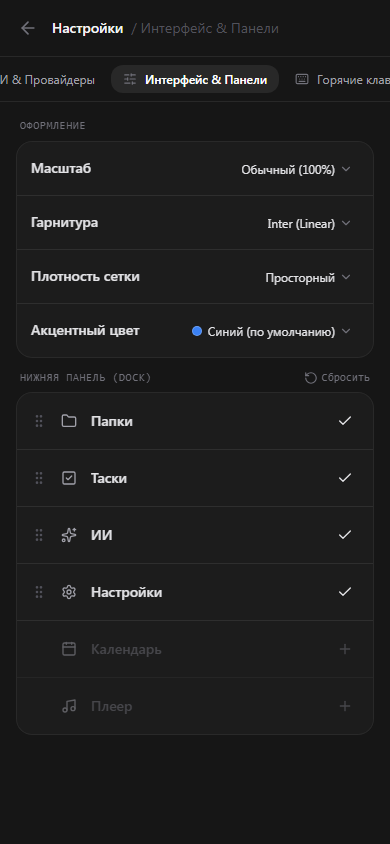 Настройки / Интерфейс & Панели
И & Провайдеры Интерфейс & Панели Горячие клав
ОФОРМЛЕНИЕ
Масштаб Обычный (100%)
Гарнитура Inter (Linear)
Плотность сетки Просторный
Акцентный цвет Синий (по умолчанию)
НИЖНЯЯ ПАНЕЛЬ (DOCK) Сбросить
Папки
Таски
ИИ
Настройки
Календарь
Плеер